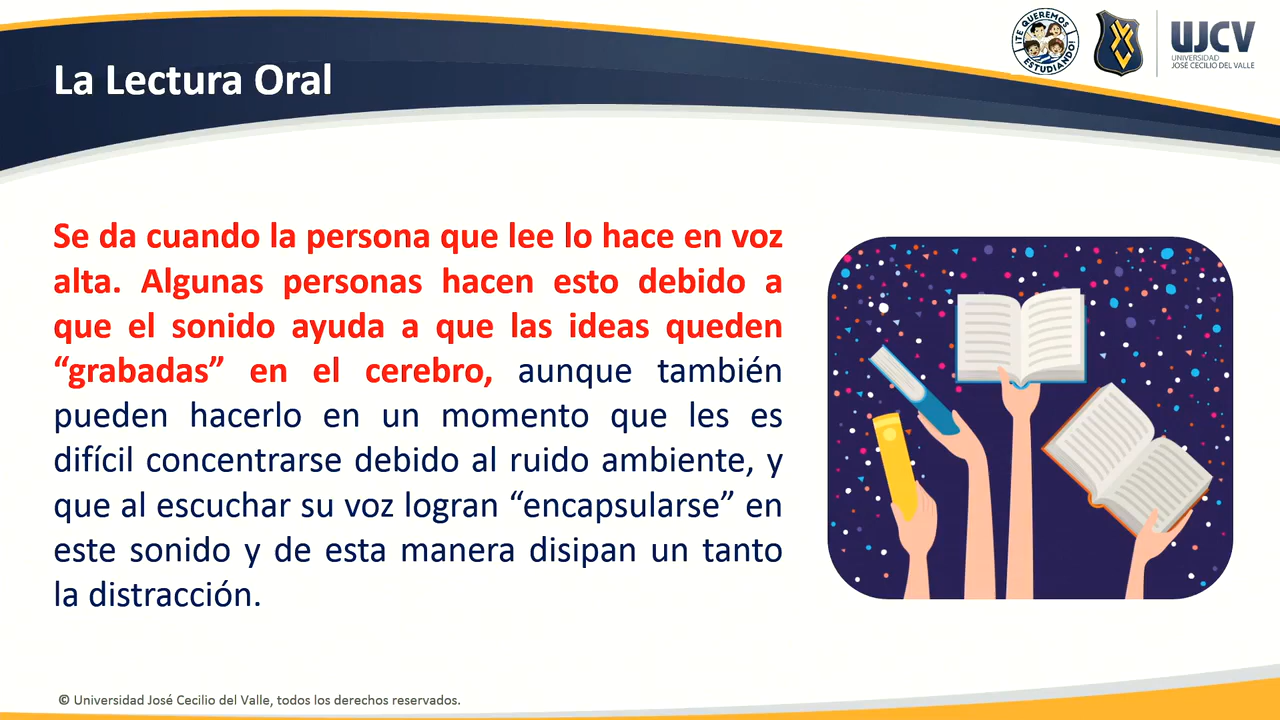 ¡TE QUEREMOS ESTUDIANDO!
UJCV
UNIVERSIDAD
JOSÉ CECILIO DEL VALLE
La Lectura Oral
Se da cuando la persona que lee lo hace en voz
alta. Algunas personas hacen esto debido a
que el sonido ayuda a que las ideas queden
“grabadas” en el cerebro, aunque también
pueden hacerlo en un momento que les es
difícil concentrarse debido al ruido ambiente, y
que al escuchar su voz logran “encapsularse” en
este sonido y de esta manera disipan un tanto
la distracción.
© Universidad José Cecilio del Valle, todos los derechos reservados.